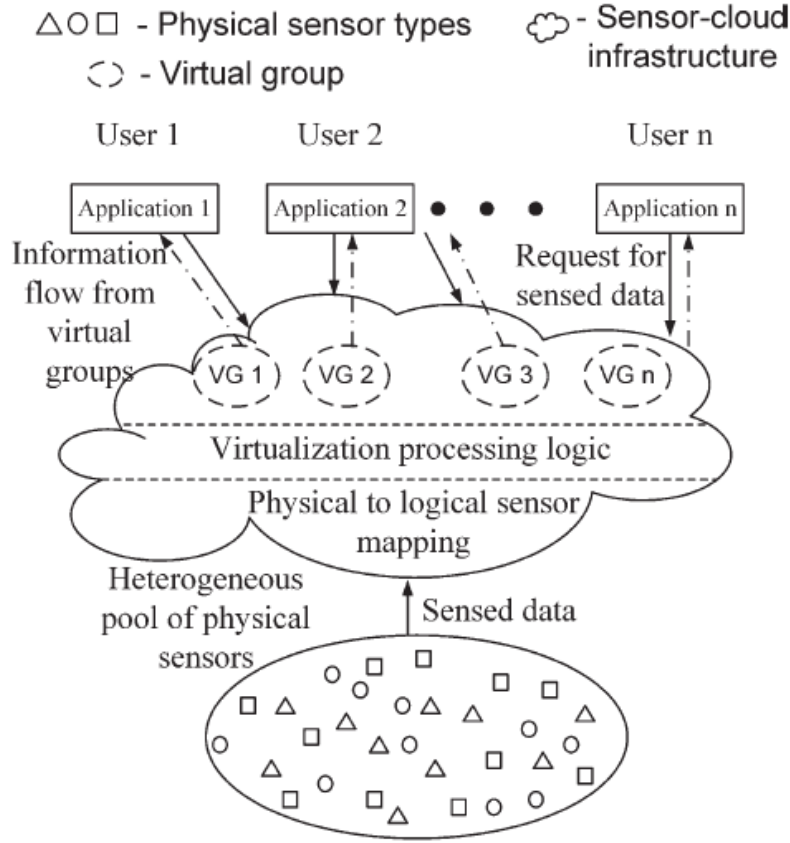 - Physical sensor types
- Sensor-cloud
infrastructure
- Virtual group
User 1
User 2
User n
Application 1
Application 2
Application n
Information
flow from
virtual
groups
Request for
sensed data
VG 1
VG 2
VG 3
VG n
Virtualization processing logic
Physical to logical sensor
mapping
Heterogeneous
pool of physical
sensors
Sensed data